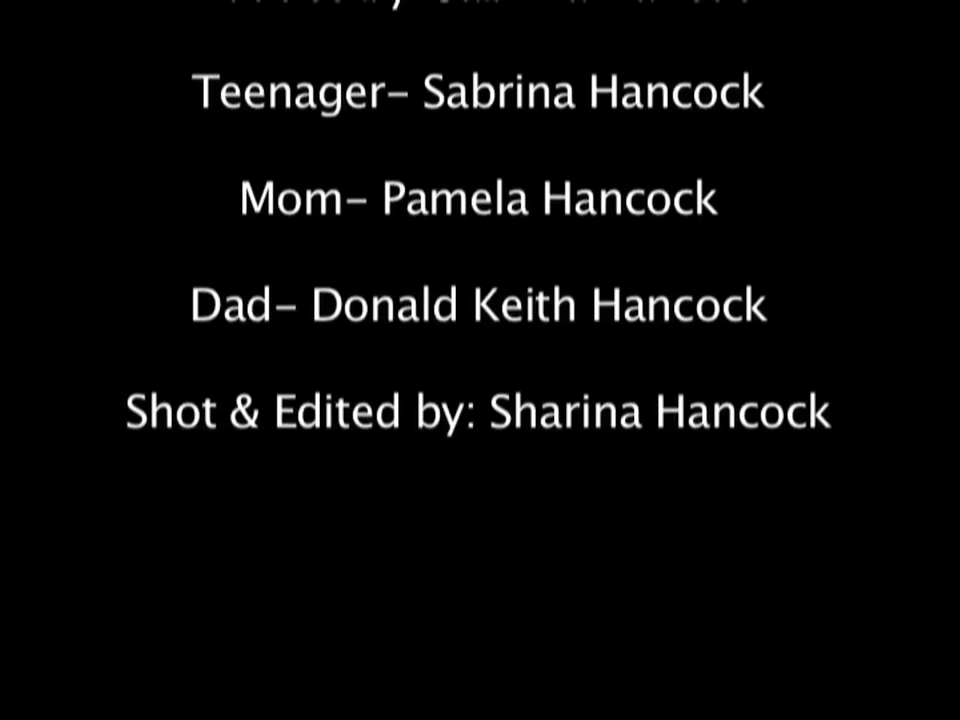 Teenager- Sabrina Hancock
Mom- Pamela Hancock
Dad- Donald Keith Hancock
Shot & Edited by: Sharina Hancock